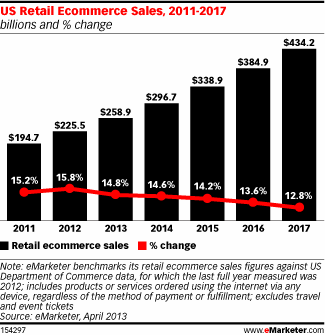 US Retail Ecommerce Sales, 2011-2017
billions and % change
$434.2
$384.9
$338.9
$296.7
$258.9
$225.5
$194.7
15.2% 15.8% 14.8% 14.6% 14.2% 13.6% 12.8%
2011 2012 2013 2014 2015 2016 2017
Retail ecommerce sales % change
Note: eMarketer benchmarks its retail ecommerce sales figures against US
Department of Commerce data, for which the last full year measured was
2012; includes products or services ordered using the internet via any
device, regardless of the method of payment or fulfillment; excludes travel
and event tickets
Source: eMarketer, April 2013
154297 www.eMarketer.com